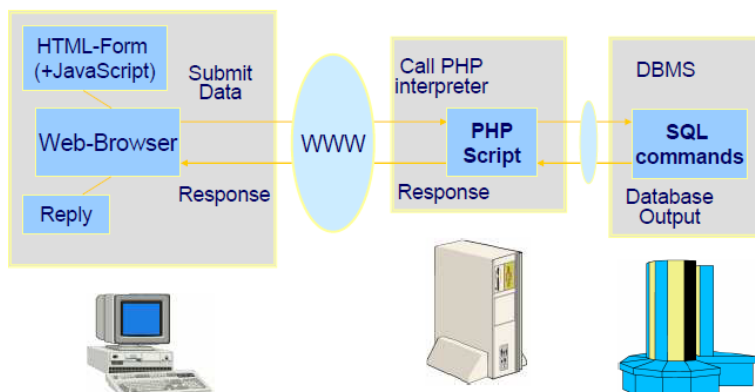 HTML-Form
(+JavaScript)
Submit
Data
Web-Browser
Response
Reply
WWW
Call PHP
interpreter
PHP
Script
Response
DBMS
SQL
commands
Database
Output